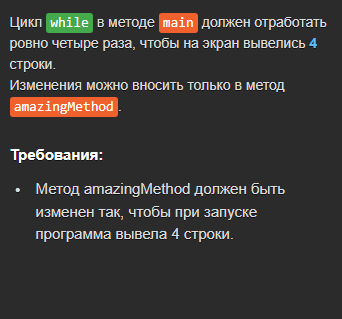 Цикл while в методе main должен отработать
ровно четыре раза, чтобы на экран вывелись 4
строки.
Изменения можно вносить только в метод
amazingMethod.
Требования:
• Метод amazingMethod должен быть
изменен так, чтобы при запуске
программа вывела 4 строки.